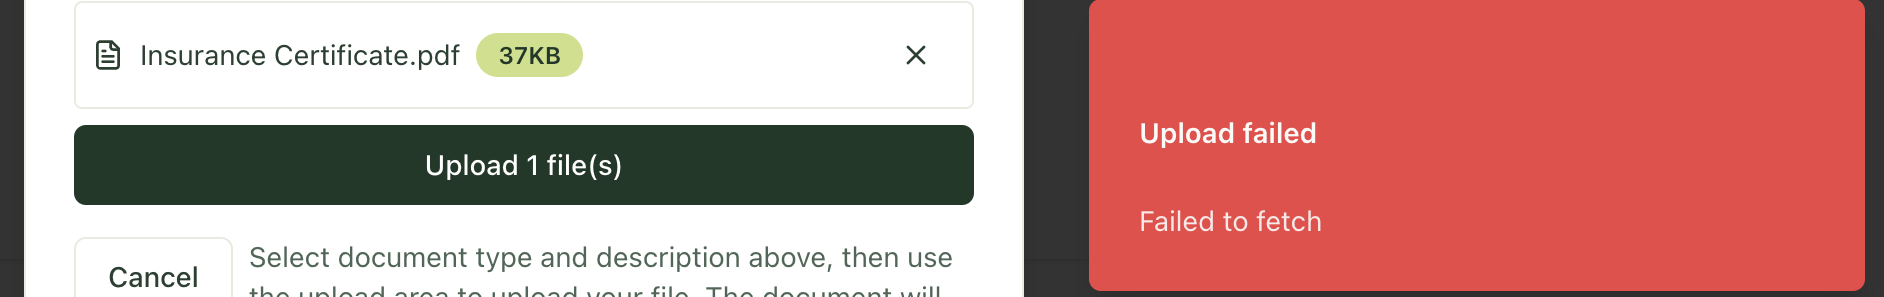 Insurance Certificate.pdf 37KB
Upload 1 file(s)
Cancel
Select document type and description above, then use
the upload area to upload your file. The document will
Upload failed
Failed to fetch